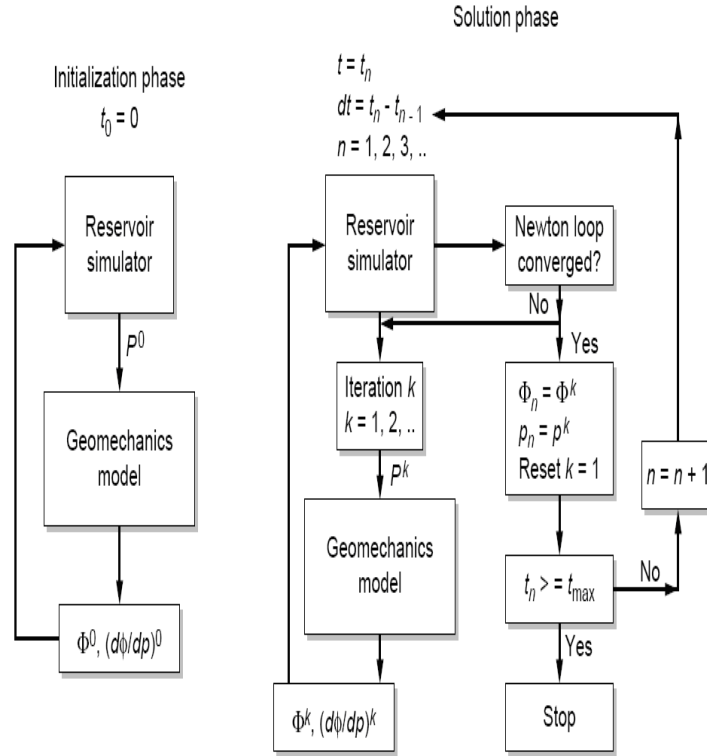 Solution phase
Initialization phase
t₀ = 0
Reservoir
simulator
P⁰
Geomechanics
model
Φ⁰, (dϕ/dp)⁰
t = tₙ
dt = tₙ - tₙ ₋ ₁
n = 1, 2, 3, ..
Reservoir
simulator
Newton loop
converged?
No
Yes
Iteration k
k = 1, 2, ..
Pᵏ
Geomechanics
model
Φᵏ, (dϕ/dp)ᵏ
Φₙ = Φᵏ
pₙ = pᵏ
Reset k = 1
n = n + 1
tₙ > = tmax
No
Yes
Stop